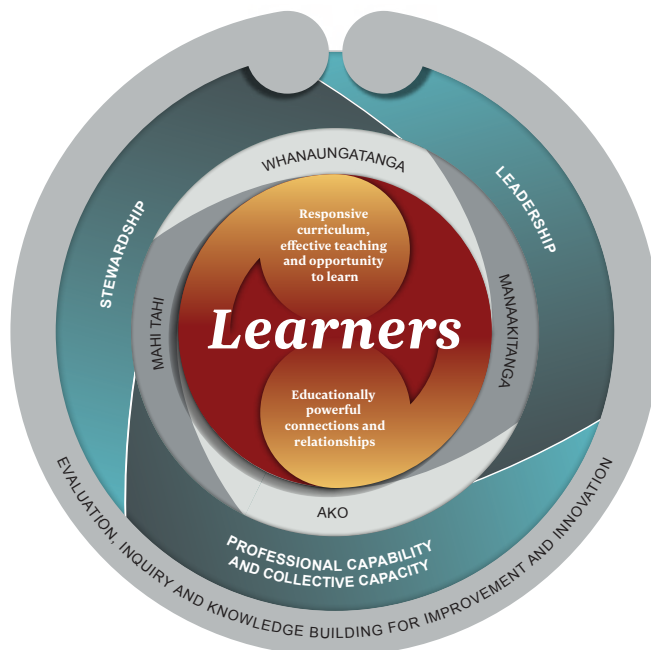 WHANAUNGATANGA
LEADERSHIP
STEWARDSHIP
Responsive
curriculum,
effective teaching
and opportunity
to learn
MAHI TAHI
Learners
MANAAKITANGA
Educationally
powerful
connections and
relationships
AKO
PROFESSIONAL CAPABILITY
AND COLLECTIVE CAPACITY
EVALUATION, INQUIRY AND KNOWLEDGE BUILDING FOR IMPROVEMENT AND INNOVATION